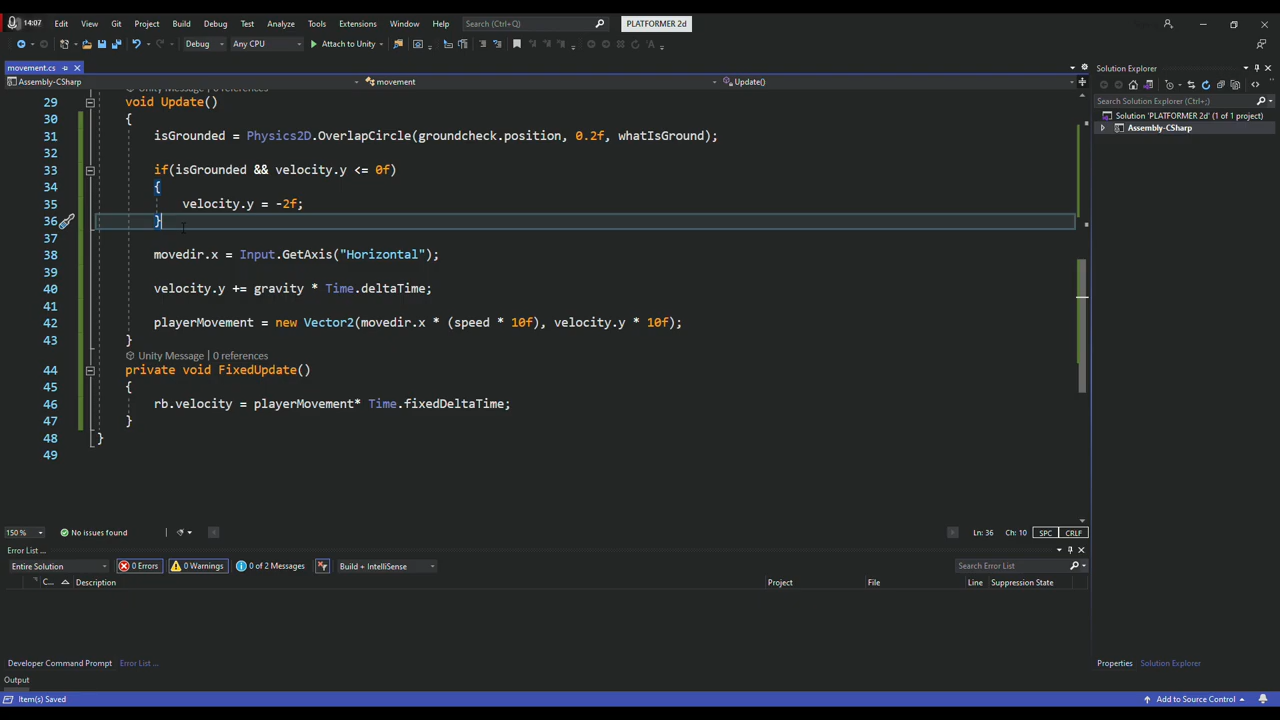 14:07 Edit View Git Project Build Debug Test Analyze Tools Extensions Window Help Search (Ctrl+Q) PLATFORMER 2d
Debug Any CPU Attach to Unity
movement.cs
Assembly-CSharp movement Update()
29 void Update()
30 {
31 isGrounded = Physics2D.OverlapCircle(groundcheck.position, 0.2f, whatIsGround);
32
33 if(isGrounded && velocity.y <= 0f)
34 {
35 velocity.y = -2f;
36 }
37
38 movedir.x = Input.GetAxis("Horizontal");
39
40 velocity.y += gravity * Time.deltaTime;
41
42 playerMovement = new Vector2(movedir.x * (speed * 10f), velocity.y * 10f);
43 }
Unity Message | 0 references
44 private void FixedUpdate()
45 {
46 rb.velocity = playerMovement* Time.fixedDeltaTime;
47 }
48 }
49
150 % No issues found Ln: 36 Ch: 10 SPC CRLF
Error List ...
Entire Solution 0 Errors 0 Warnings 0 of 2 Messages Build + IntelliSense Search Error List
C... Description Project File Line Suppression State
Developer Command Prompt Error List ...
Output
Item(s) Saved Add to Source Control
Solution Explorer
Search Solution Explorer (Ctrl+;)
Solution 'PLATFORMER 2d' (1 of 1 project)
Assembly-CSharp
Properties Solution Explorer